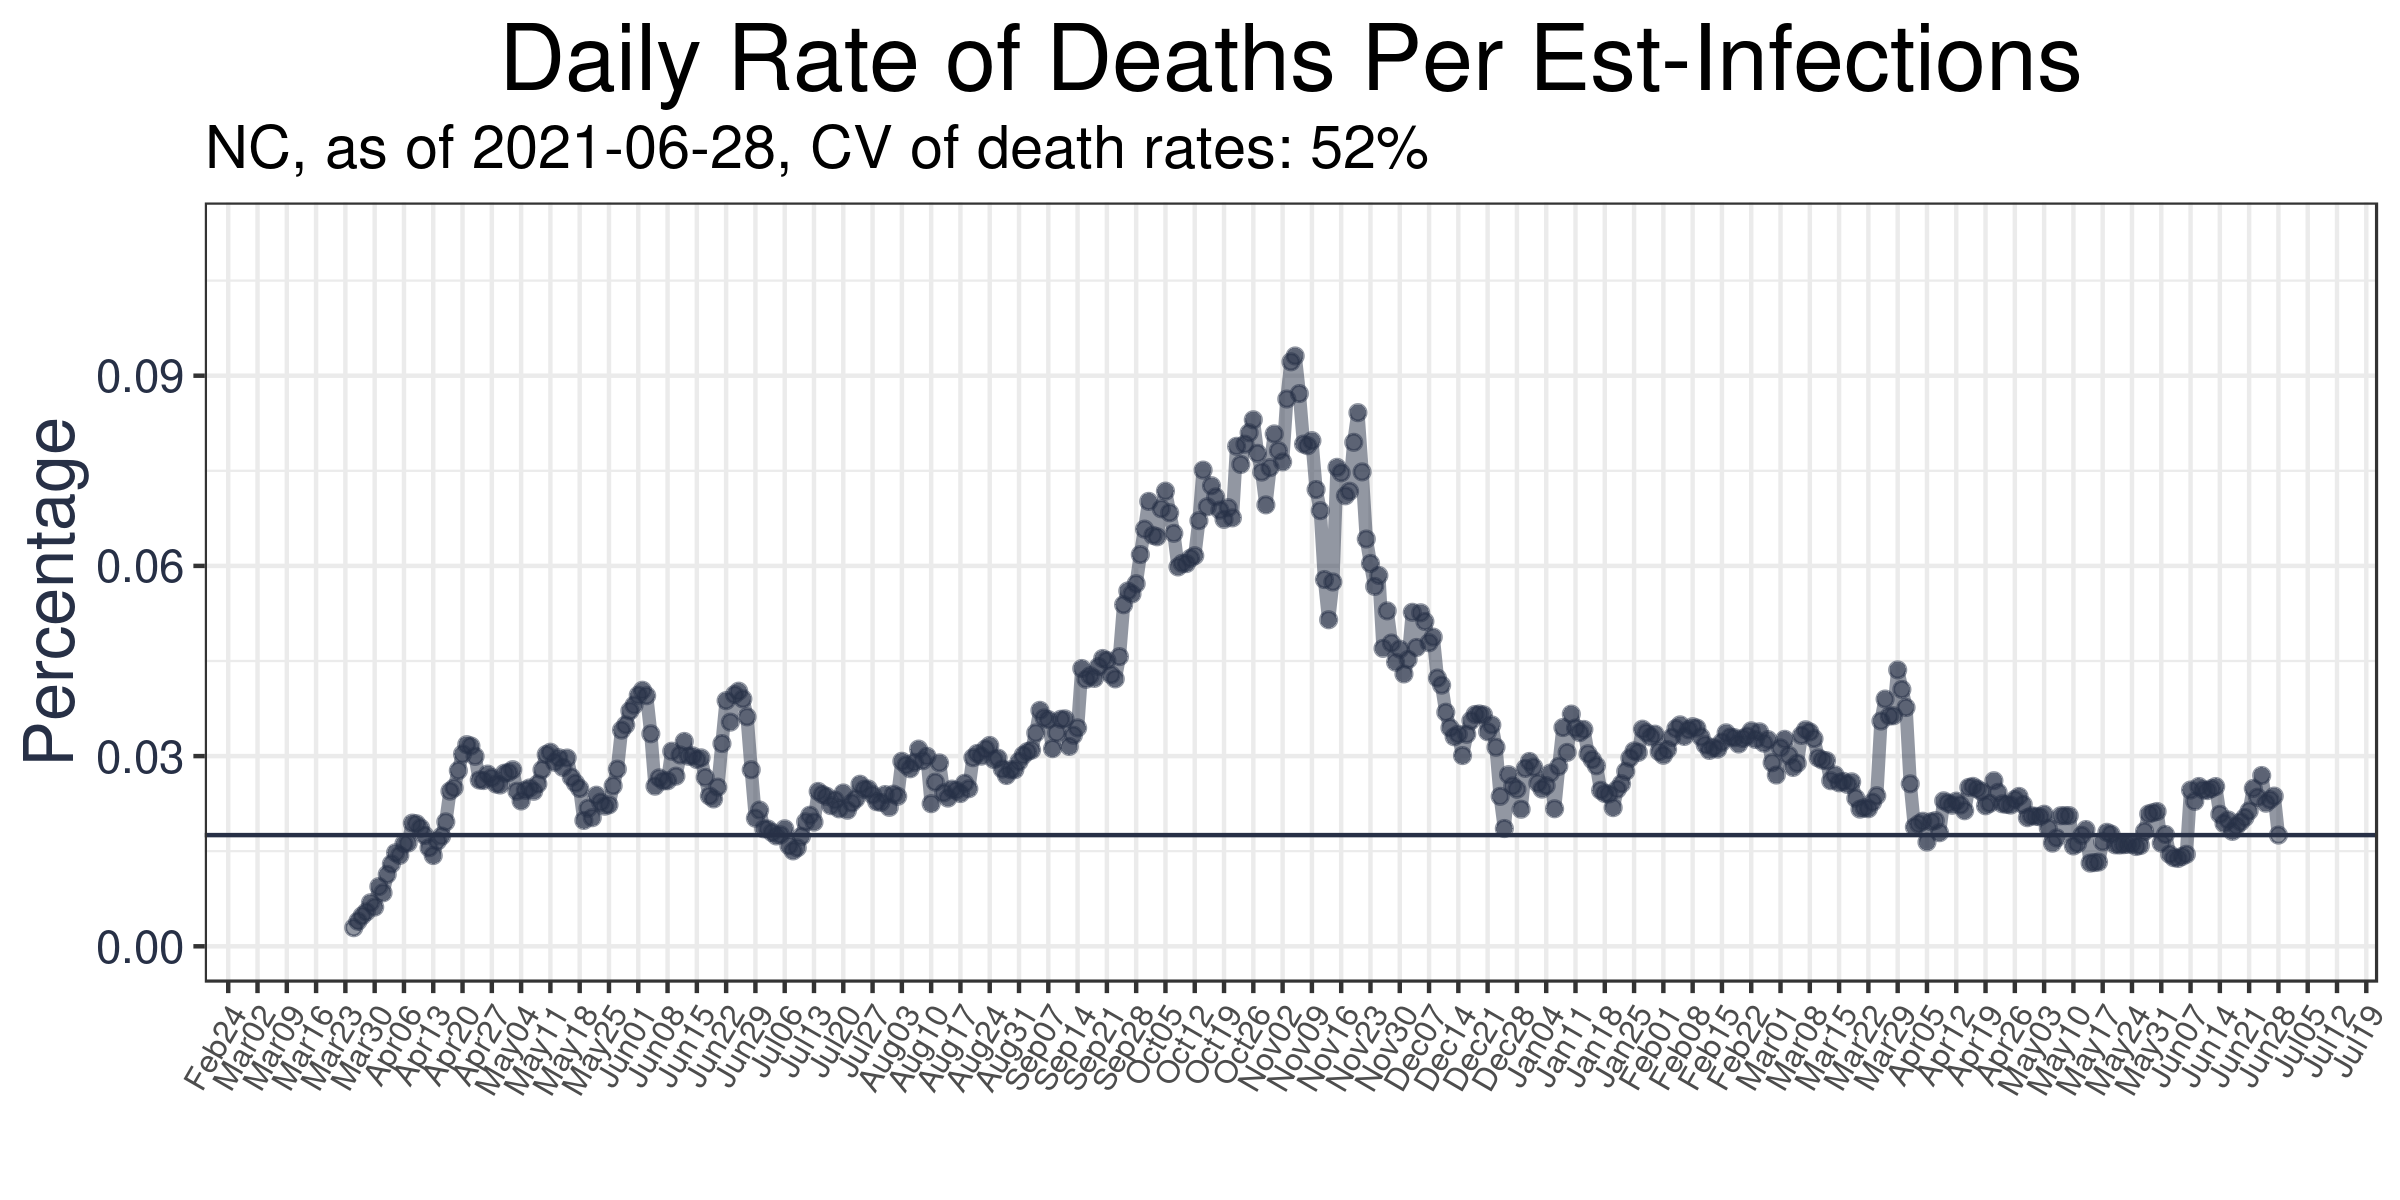 Daily Rate of Deaths Per Est-Infections
NC, as of 2021-06-28, CV of death rates: 52%
Percentage
0.09
0.06
0.03
0.00
Feb24
Mar02
Mar09
Mar16
Mar23
Mar30
Apr06
Apr13
Apr20
Apr27
May04
May11
May18
May25
Jun01
Jun08
Jun15
Jun22
Jun29
Jul06
Jul13
Jul20
Jul27
Aug03
Aug10
Aug17
Aug24
Aug31
Sep07
Sep14
Sep21
Sep28
Oct05
Oct12
Oct19
Oct26
Nov02
Nov09
Nov16
Nov23
Nov30
Dec07
Dec14
Dec21
Dec28
Jan04
Jan11
Jan18
Jan25
Feb01
Feb08
Feb15
Feb22
Mar01
Mar08
Mar15
Mar22
Mar29
Apr05
Apr12
Apr19
Apr26
May03
May10
May17
May24
May31
Jun07
Jun14
Jun21
Jun28
Jul05
Jul12
Jul19